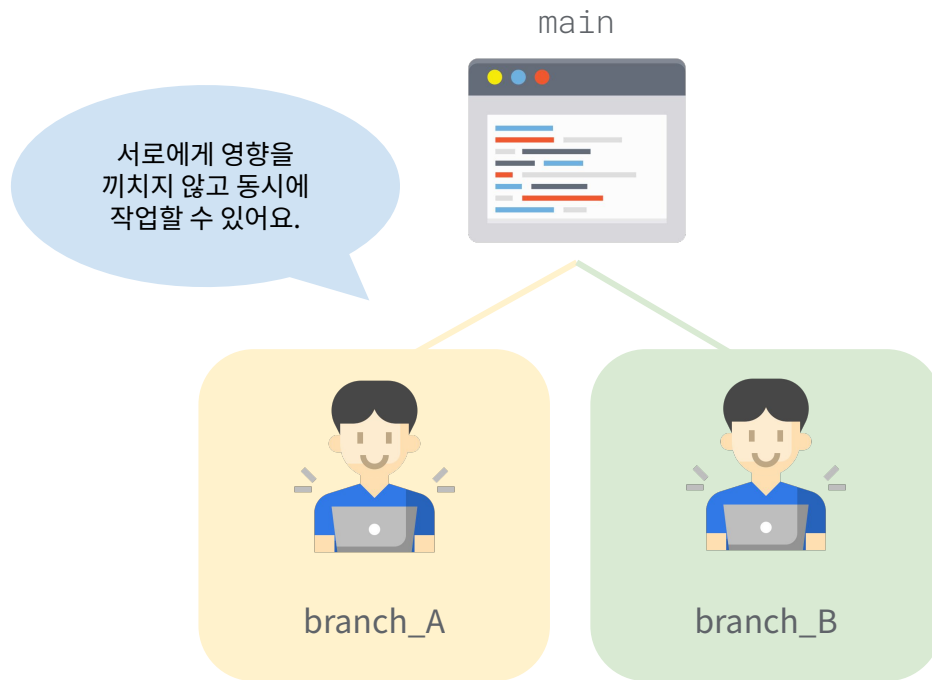 main
서로에게 영향을
끼치지 않고 동시에
작업할 수 있어요.
branch_A
branch_B